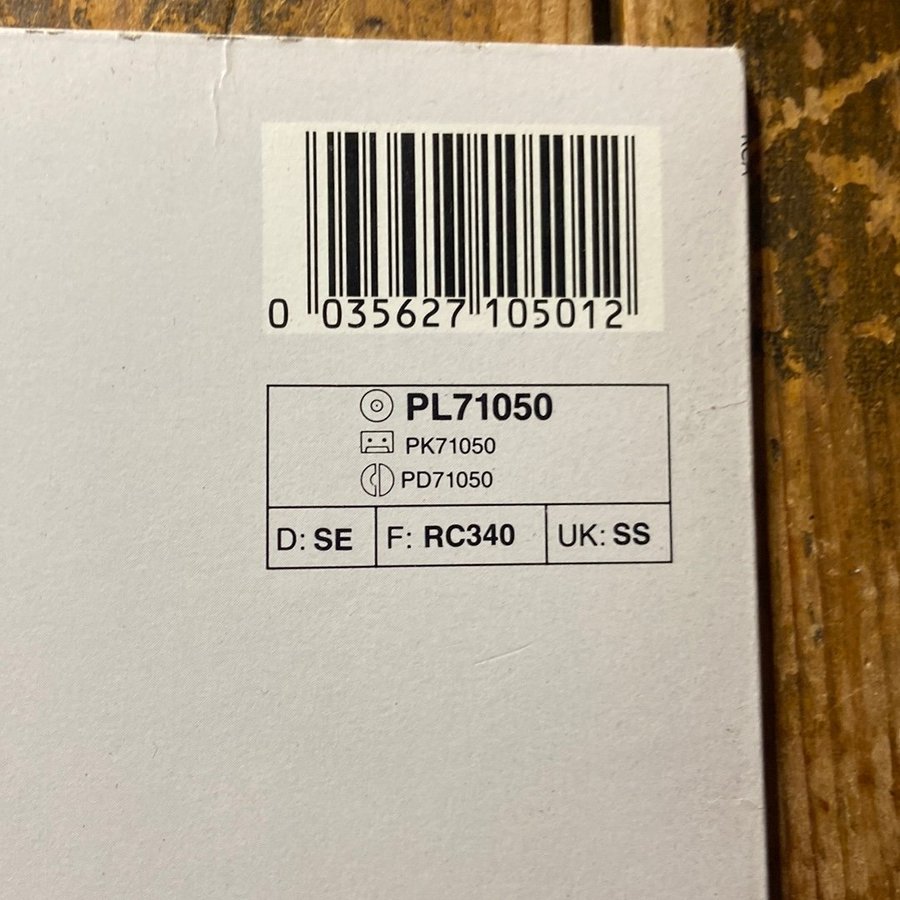 0 035627 105012
PL71050
PK71050
PD71050
D: SE F: RC340 UK: SS